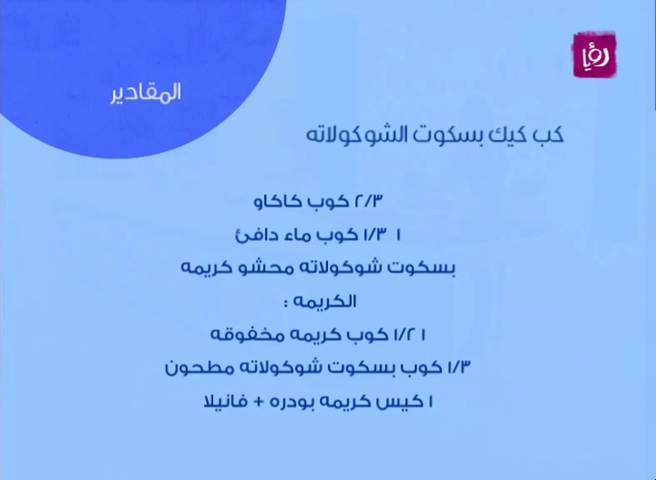 رؤيا
المقادير
كب كيك بسكوت الشوكولاته
٢/٣ كوب كاكاو
١ ١/٣ كوب ماء دافئ
بسكوت شوكولاته محشو كريمه
الكريمه :
١ ١/٢ كوب كريمه مخفوقه
١/٣ كوب بسكوت شوكولاته مطحون
١ كيس كريمه بودره + فانيلا